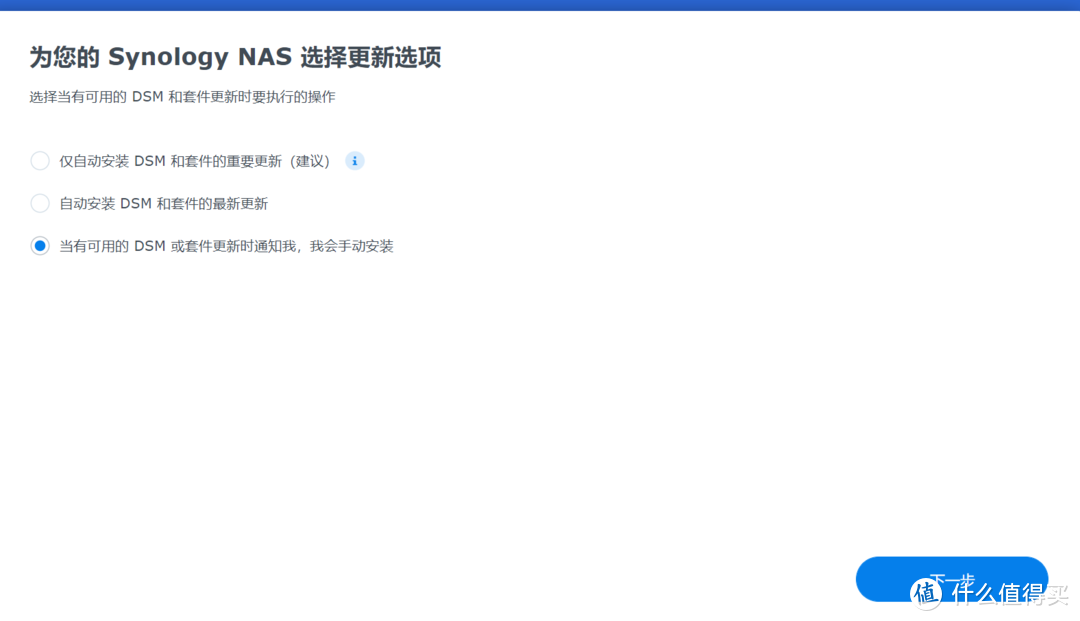 为您的 Synology NAS 选择更新选项
选择当有可用的 DSM 和套件更新时要执行的操作
仅自动安装 DSM 和套件的重要更新（建议） i
自动安装 DSM 和套件的最新更新
当有可用的 DSM 或套件更新时通知我，我会手动安装
下一步
值 什么值得买